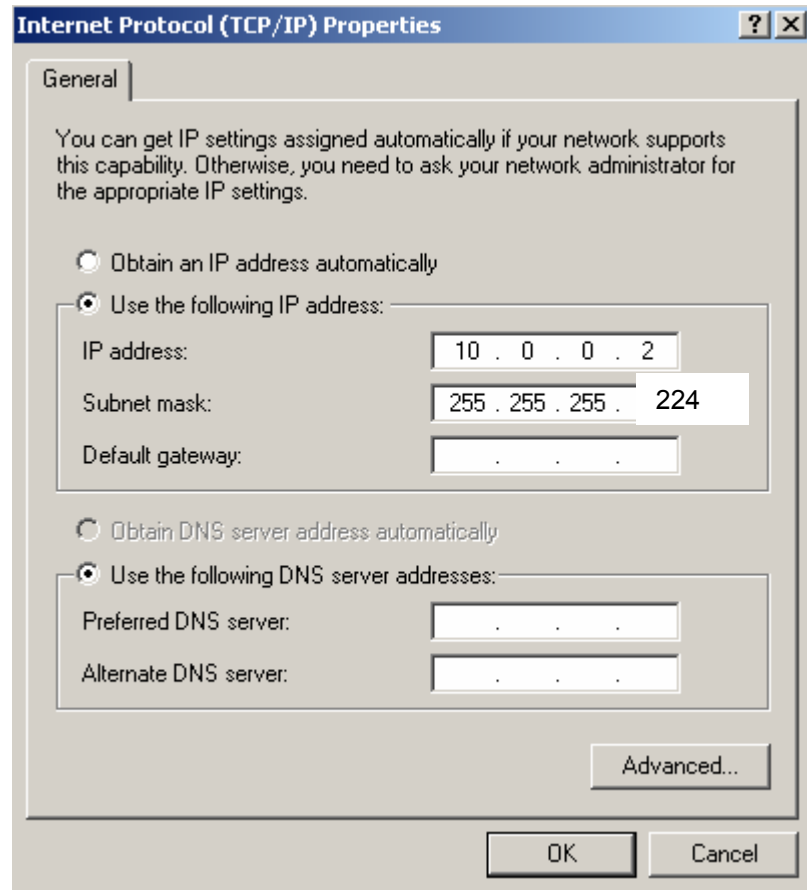 Internet Protocol (TCP/IP) Properties
General
You can get IP settings assigned automatically if your network supports
this capability. Otherwise, you need to ask your network administrator for
the appropriate IP settings.
Obtain an IP address automatically
Use the following IP address:
IP address: 10 . 0 . 0 . 2
Subnet mask: 255 . 255 . 255 . 224
Default gateway: . . .
Obtain DNS server address automatically
Use the following DNS server addresses:
Preferred DNS server: . . .
Alternate DNS server: . . .
Advanced...
OK Cancel